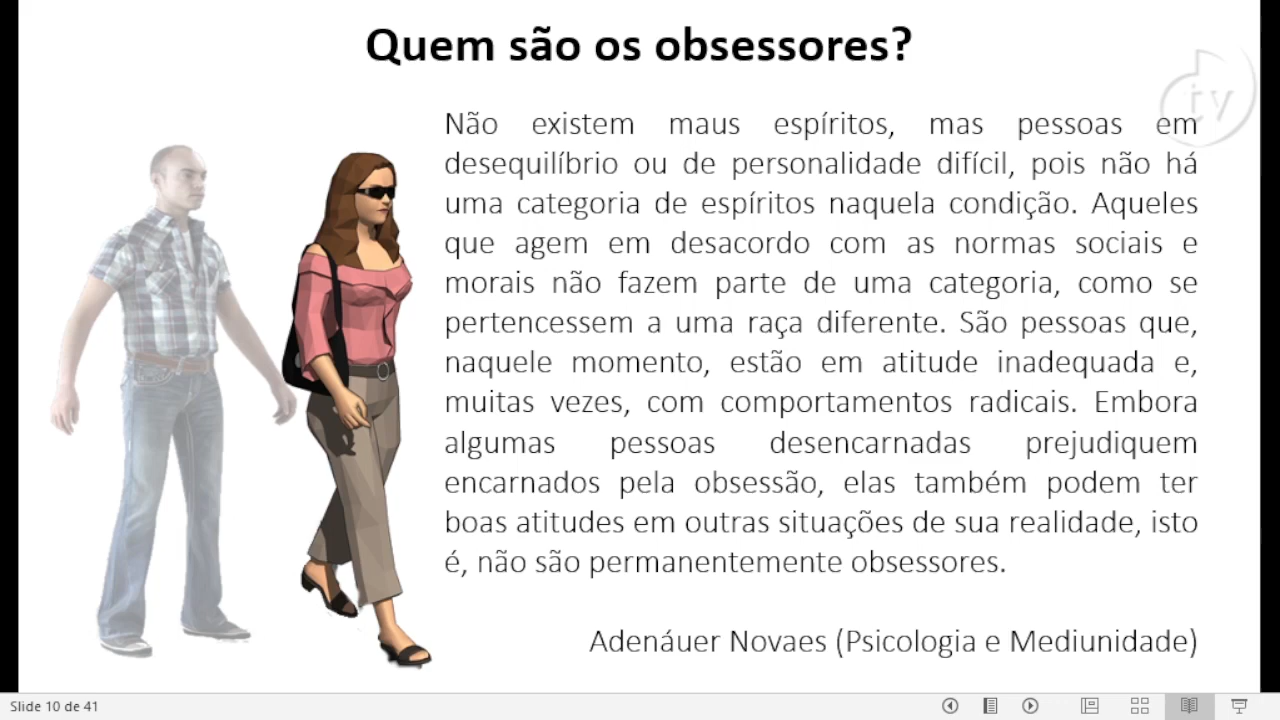 Quem são os obsessores?
tv
Não existem maus espíritos, mas pessoas em
desequilíbrio ou de personalidade difícil, pois não há
uma categoria de espíritos naquela condição. Aqueles
que agem em desacordo com as normas sociais e
morais não fazem parte de uma categoria, como se
pertencessem a uma raça diferente. São pessoas que,
naquele momento, estão em atitude inadequada e,
muitas vezes, com comportamentos radicais. Embora
algumas pessoas desencarnadas prejudiquem
encarnados pela obsessão, elas também podem ter
boas atitudes em outras situações de sua realidade, isto
é, não são permanentemente obsessores.
Adenáuer Novaes (Psicologia e Mediunidade)
Slide 10 de 41